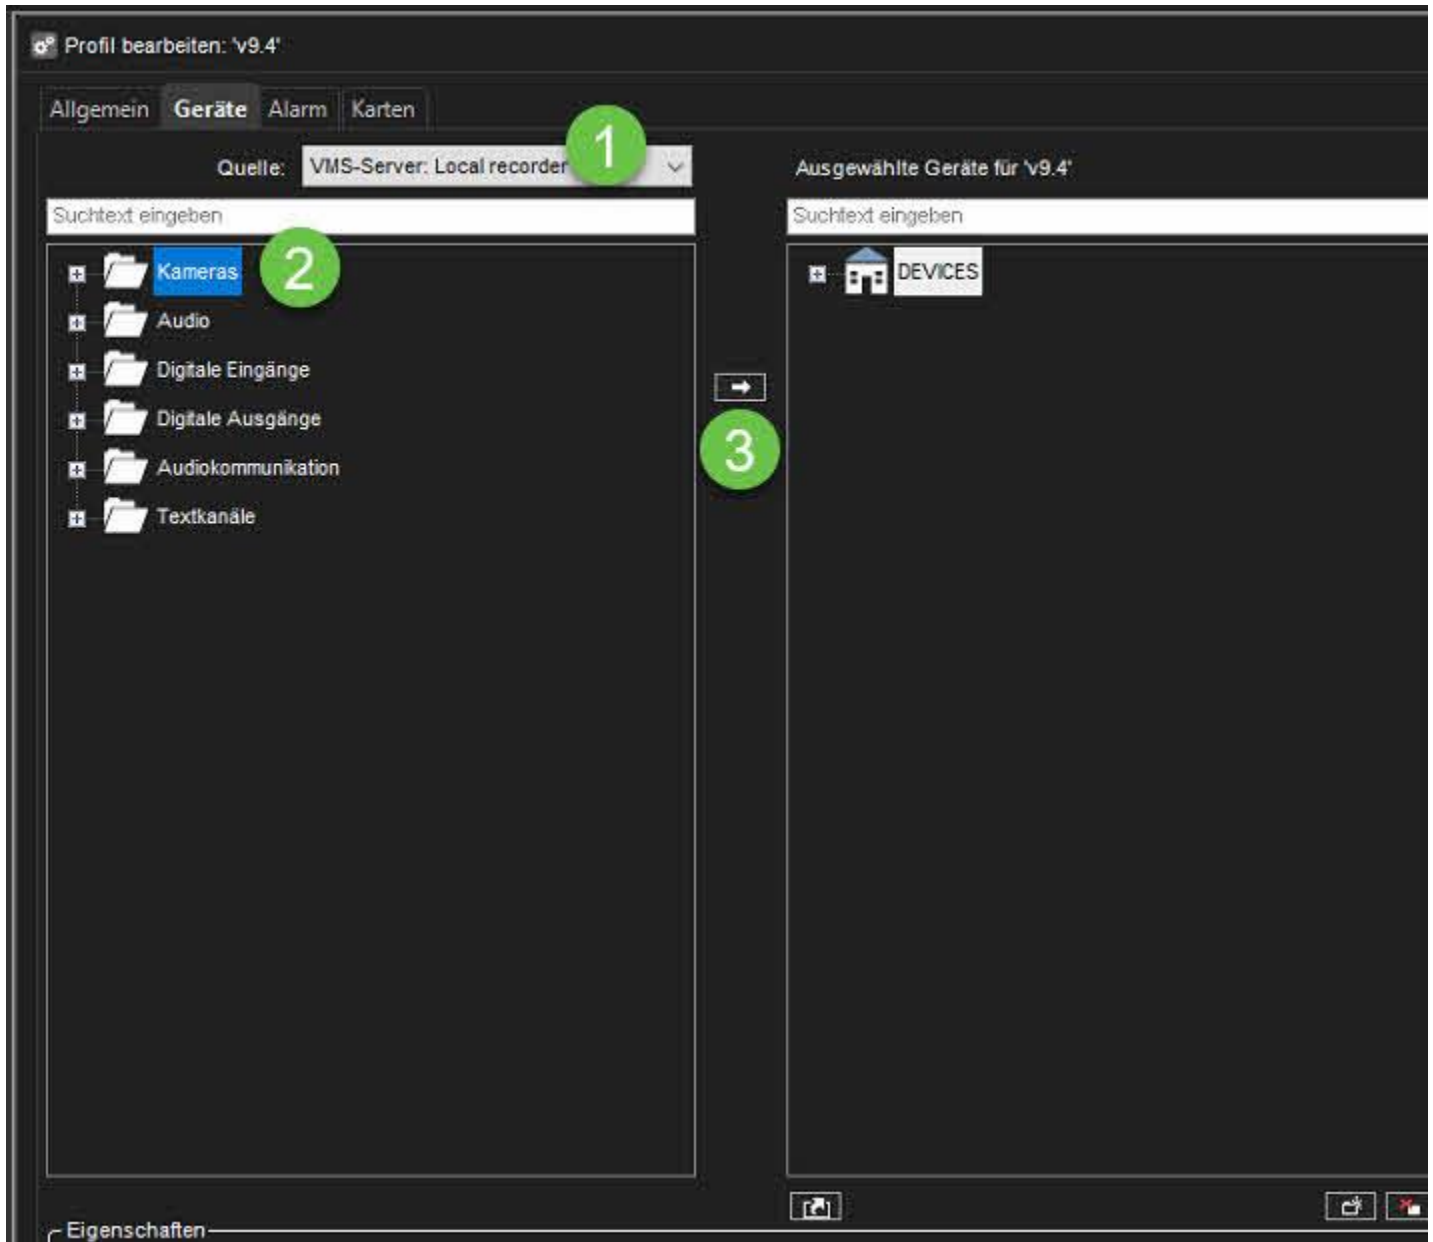 Profil bearbeiten: 'v9.4'
Allgemein Geräte Alarm Karten
Quelle: VMS-Server: Local recorder 1
Ausgewählte Geräte für 'v9.4'
Suchtext eingeben
Suchtext eingeben
Kameras 2
Audio
Digitale Eingänge
Digitale Ausgänge
Audiokommunikation
Textkanäle
3
DEVICES
Eigenschaften